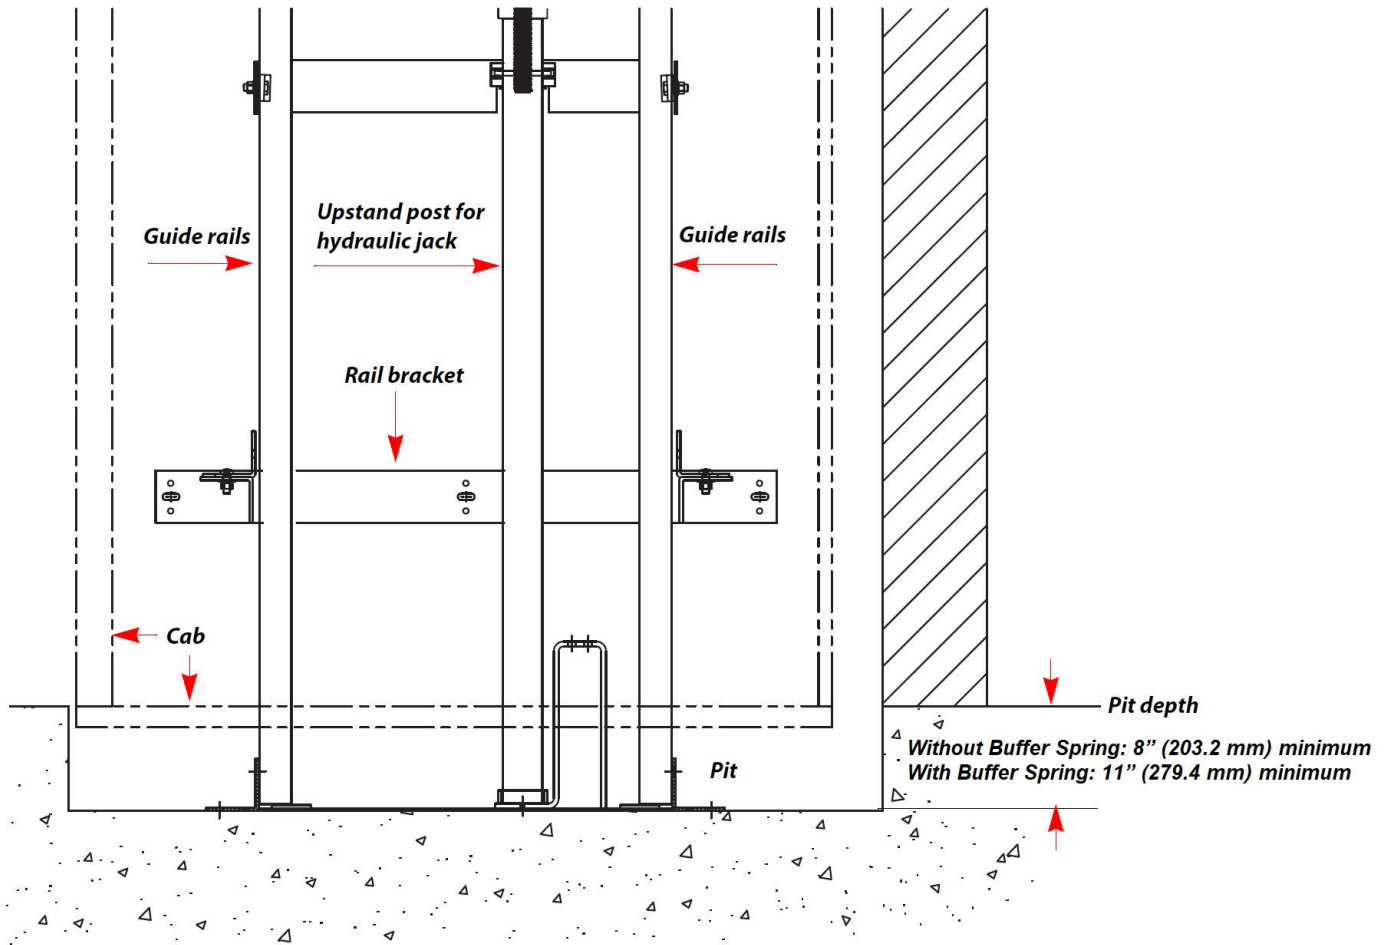 Upstand post for
hydraulic jack
Guide rails
Guide rails
Rail bracket
Cab
Pit depth
Without Buffer Spring: 8” (203.2 mm) minimum
With Buffer Spring: 11” (279.4 mm) minimum
Pit